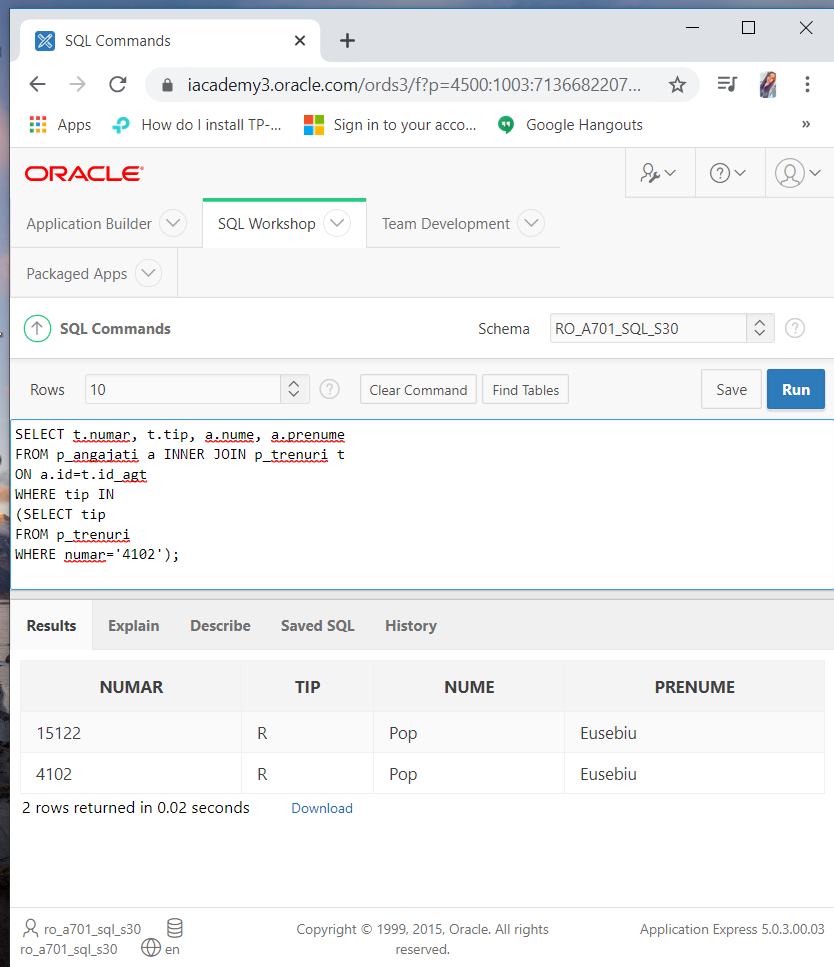 SQL Commands
iacademy3.oracle.com/ords3/f?p=4500:1003:7136682207...
Apps How do I install TP-... Sign in to your acco... Google Hangouts »
ORACLE
Application Builder SQL Workshop Team Development
Packaged Apps
SQL Commands Schema RO_A701_SQL_S30 ?
Rows 10 ? Clear Command Find Tables Save Run
SELECT t.numar, t.tip, a.nume, a.prenume
FROM p_angajati a INNER JOIN p_trenuri t
ON a.id=t.id_agt
WHERE tip IN
(SELECT tip
FROM p_trenuri
WHERE numar='4102');
Results Explain Describe Saved SQL History
NUMAR TIP NUME PRENUME
15122 R Pop Eusebiu
4102 R Pop Eusebiu
2 rows returned in 0.02 seconds Download
ro_a701_sql_s30
ro_a701_sql_s30 en
Copyright © 1999, 2015, Oracle. All rights
reserved.
Application Express 5.0.3.00.03